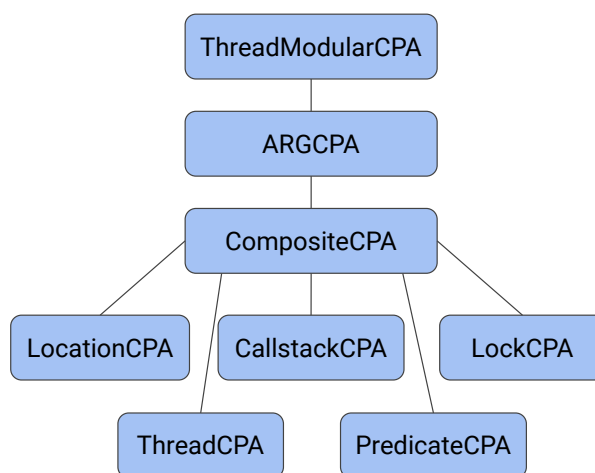 ThreadModularCPA
ARGCPA
CompositeCPA
LocationCPA
CallstackCPA
LockCPA
ThreadCPA
PredicateCPA